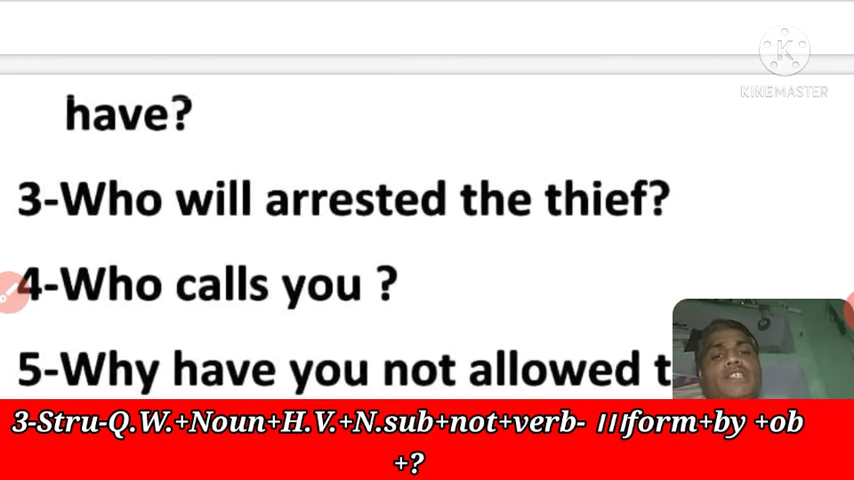 KINEMASTER
have?
3-Who will arrested the thief?
4-Who calls you ?
5-Why have you not allowed t
3-Stru-Q.W.+Noun+H.V.+N.sub+not+verb- lllform+by +ob
+?